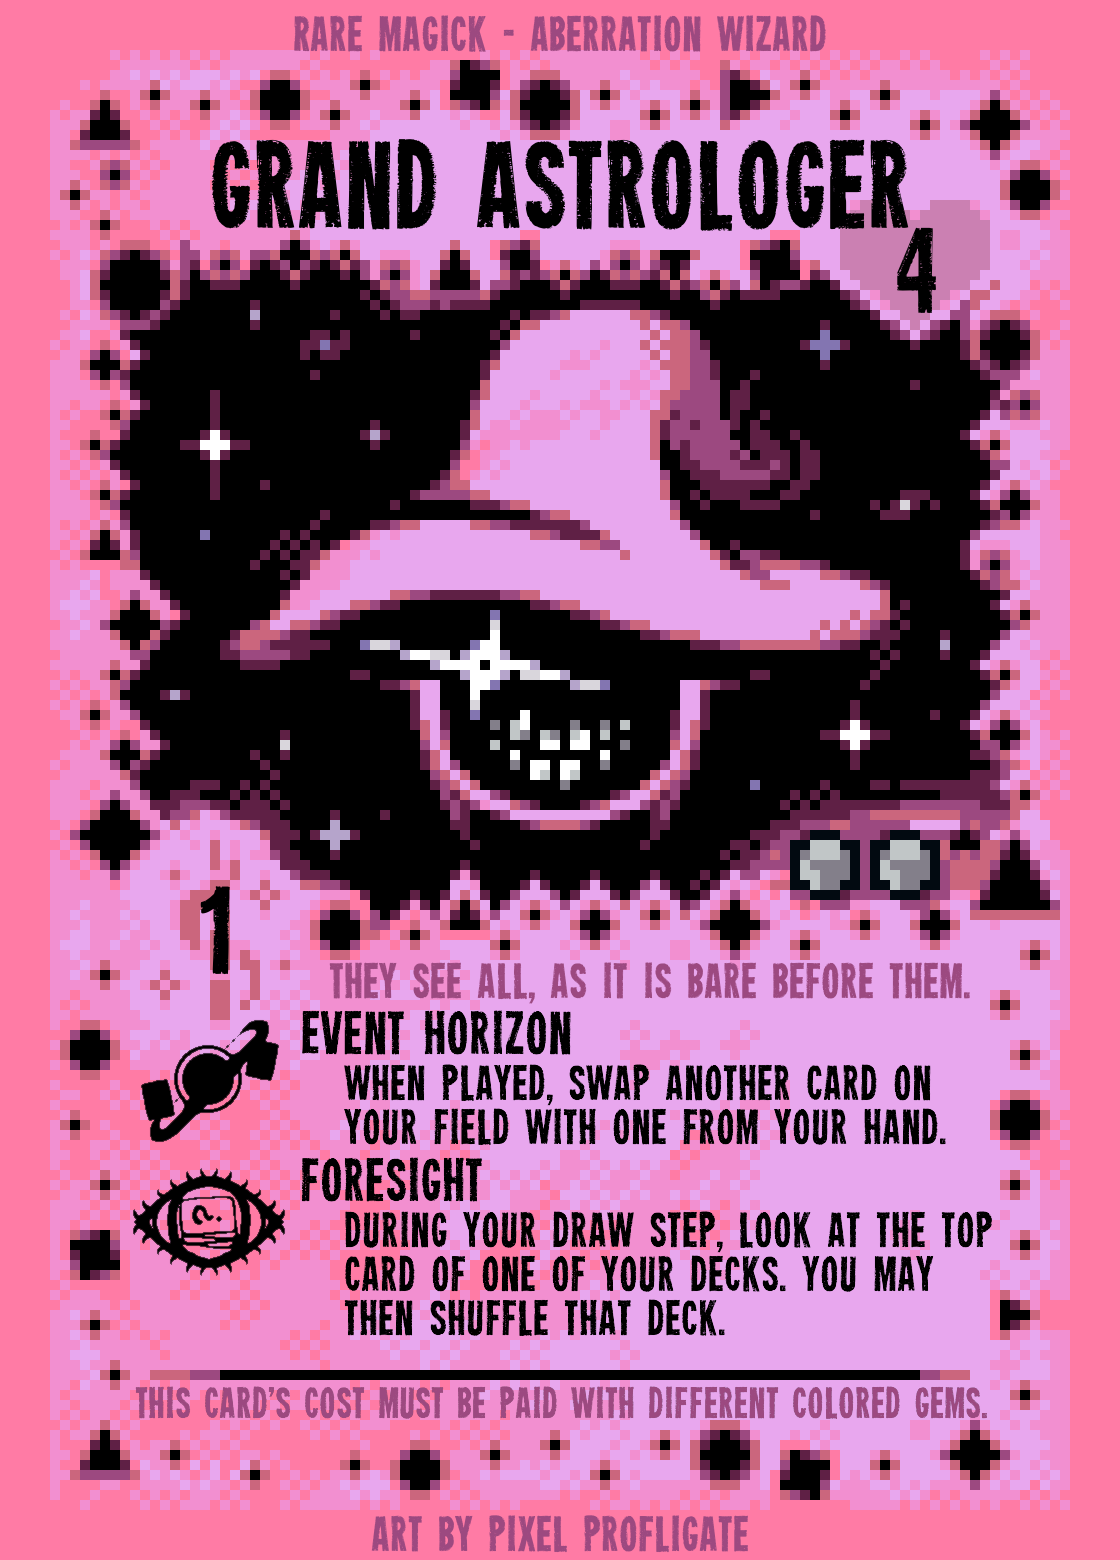 RARE MAGICK - ABERRATION WIZARD
GRAND ASTROLOGER
4
1
THEY SEE ALL, AS IT IS BARE BEFORE THEM.
EVENT HORIZON
WHEN PLAYED, SWAP ANOTHER CARD ON
YOUR FIELD WITH ONE FROM YOUR HAND.
?
FORESIGHT
DURING YOUR DRAW STEP, LOOK AT THE TOP
CARD OF ONE OF YOUR DECKS. YOU MAY
THEN SHUFFLE THAT DECK.
THIS CARD'S COST MUST BE PAID WITH DIFFERENT COLORED GEMS.
ART BY PIXEL PROFLIGATE